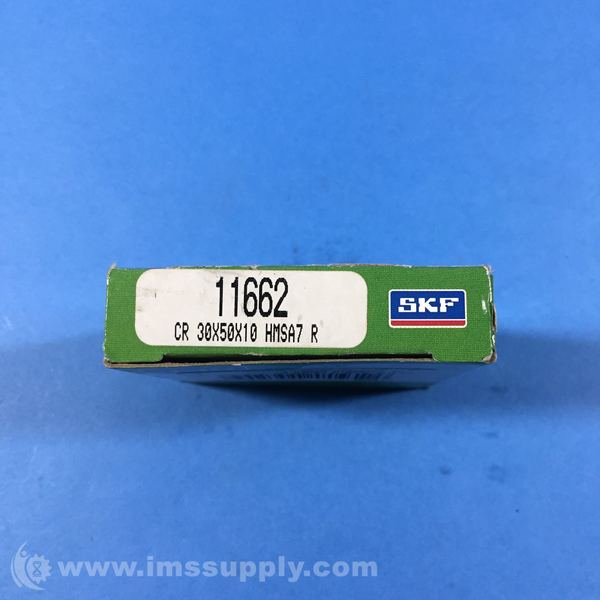 11662
CR 30X50X10 HMSA7 R
SKF
www.imssupply.com